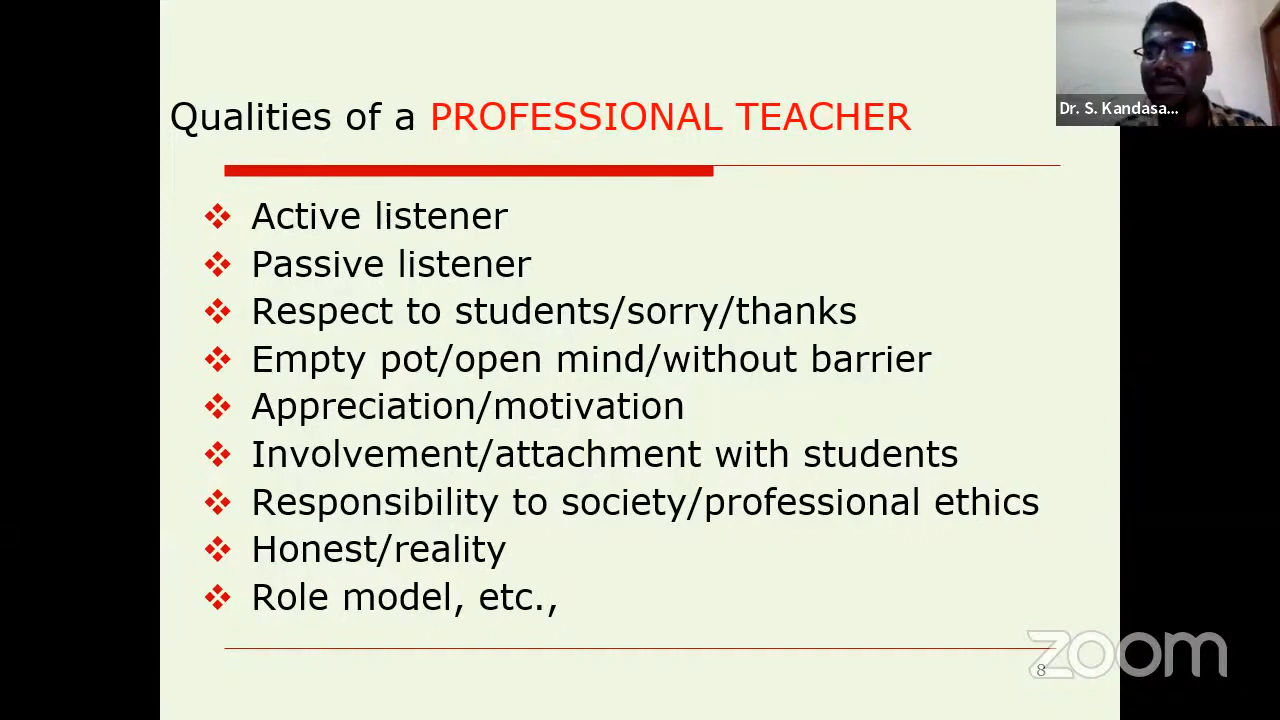 Dr. S. Kandasa...
Qualities of a PROFESSIONAL TEACHER
Active listener
Passive listener
Respect to students/sorry/thanks
Empty pot/open mind/without barrier
Appreciation/motivation
Involvement/attachment with students
Responsibility to society/professional ethics
Honest/reality
Role model, etc.,
zoom
8